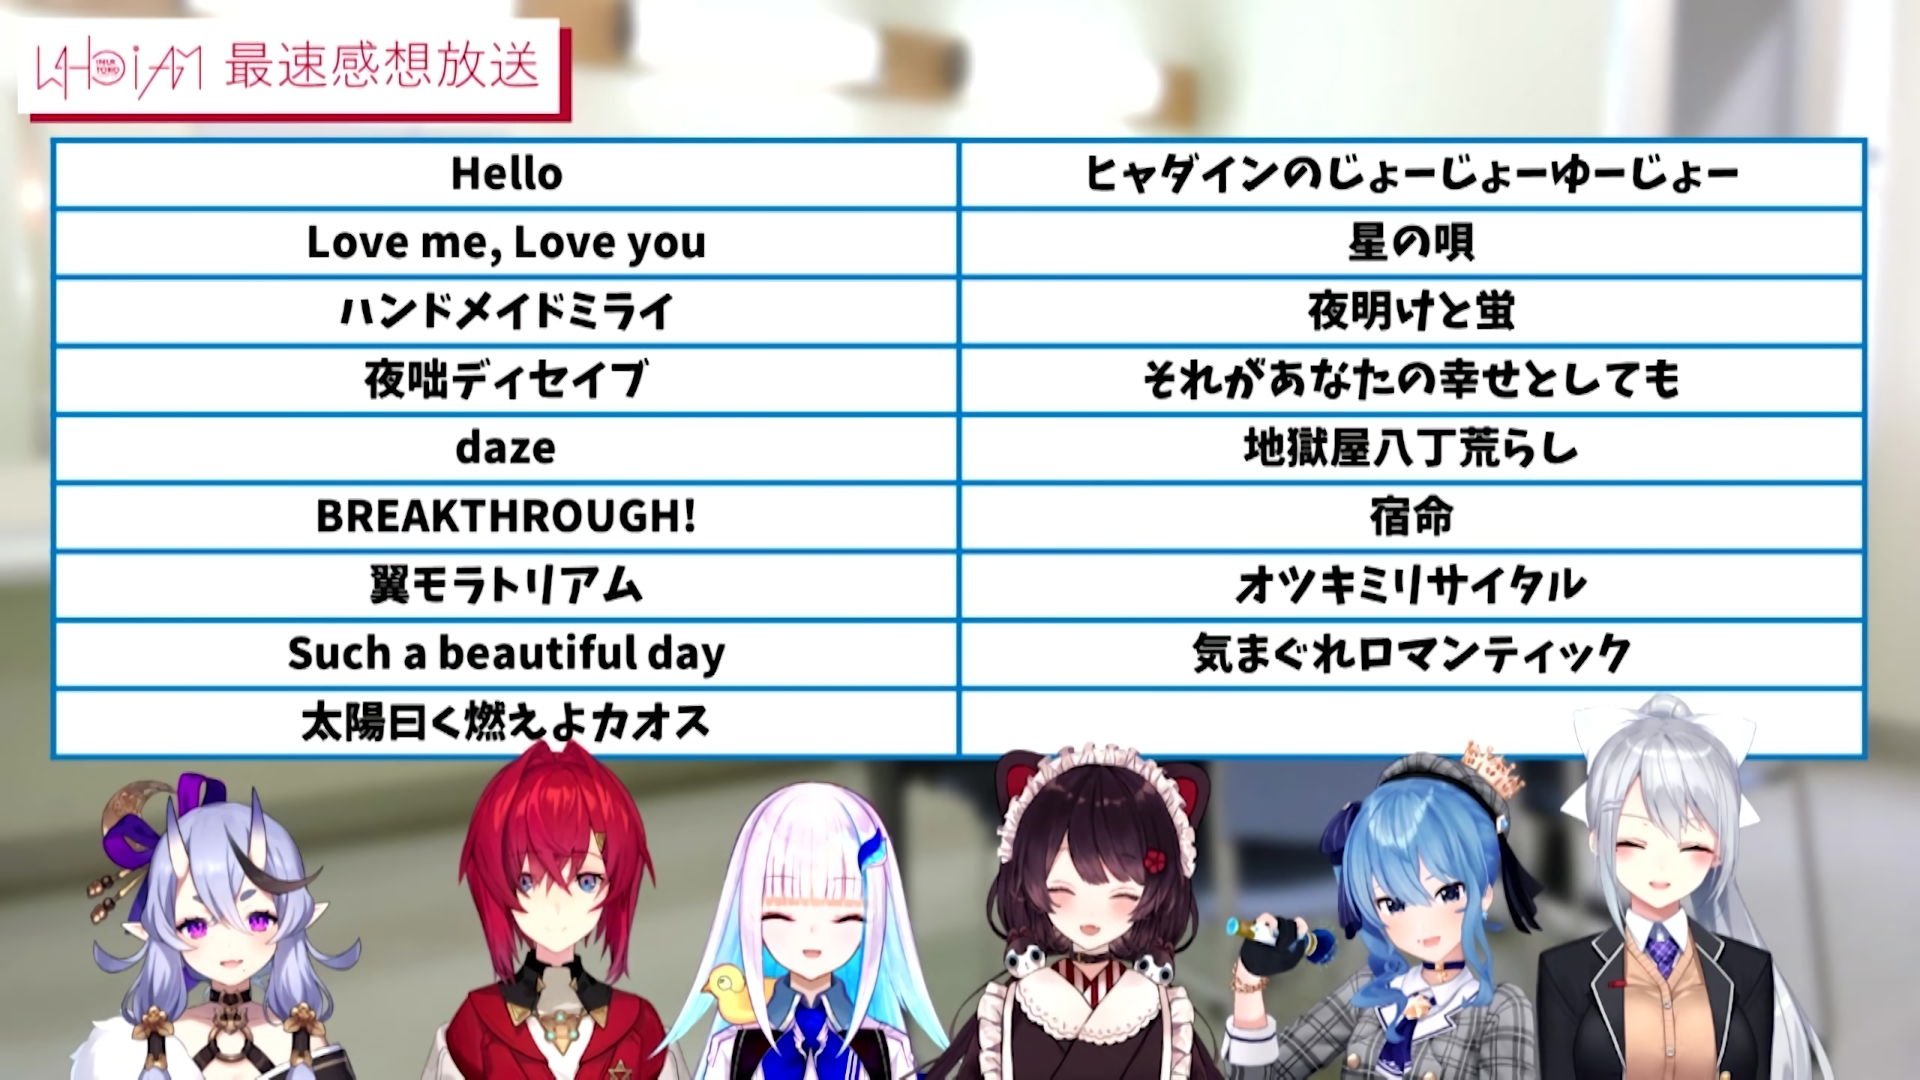 最速感想放送
Hello
ヒャダインのじょーじょーゆーじょー
Love me, Love you
星の唄
ハンドメイドミライ
夜明けと蛍
夜咄ディセイブ
それがあなたの幸せとしても
daze
地獄屋八丁荒らし
BREAKTHROUGH!
宿命
翼モラトリアム
オツキミリサイタル
Such a beautiful day
気まぐれロマンティック
太陽曰く燃えよカオス